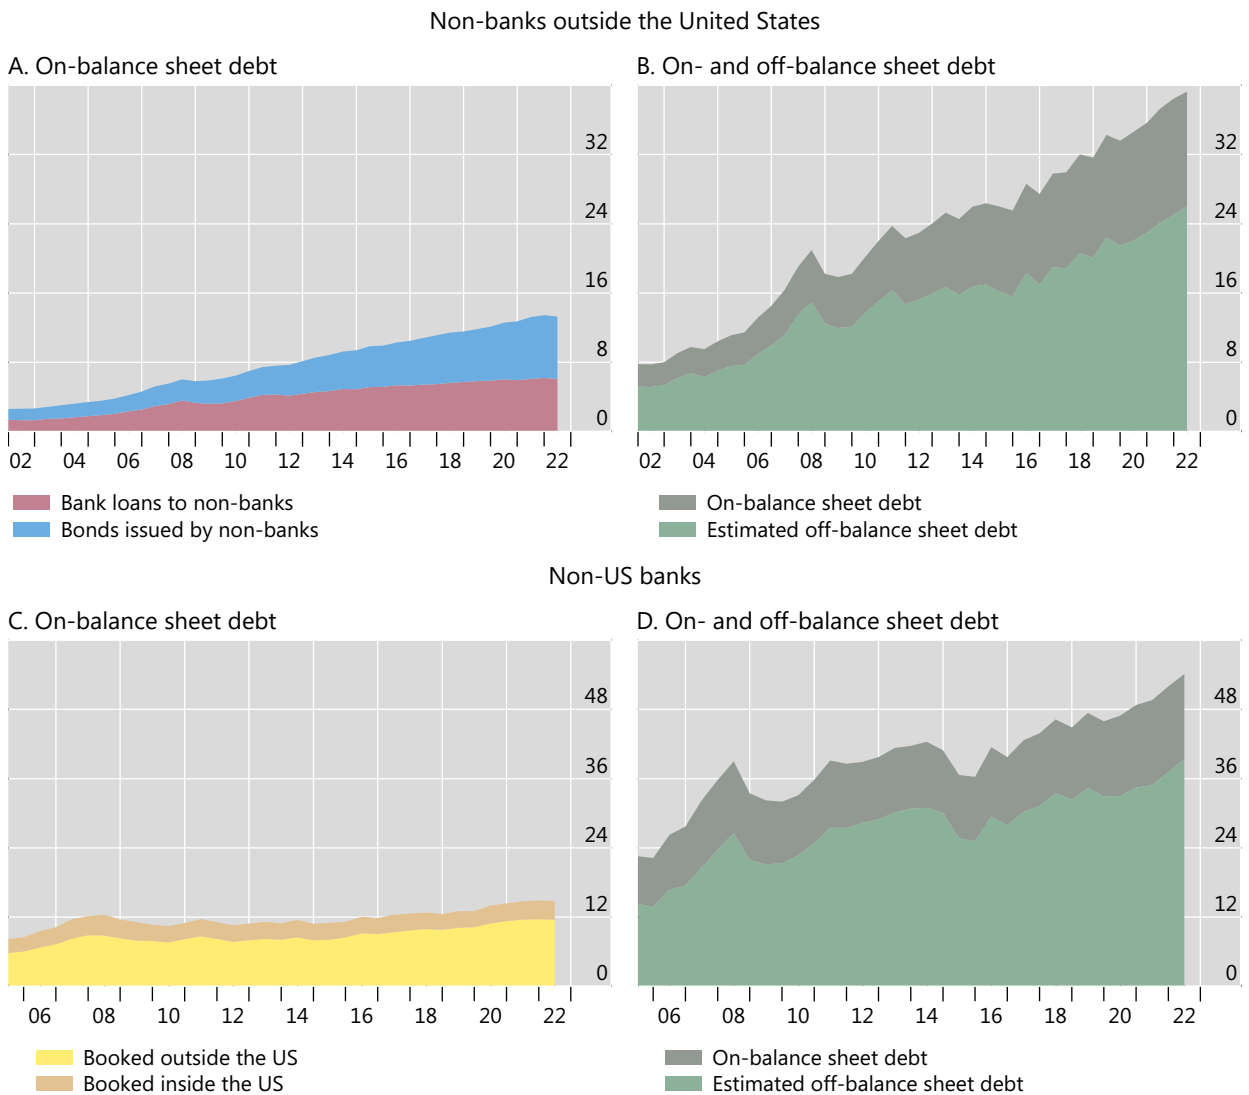 Non-banks outside the United States
A. On-balance sheet debt
32
24
16
8
0
02 04 06 08 10 12 14 16 18 20 22
Bank loans to non-banks
Bonds issued by non-banks
B. On- and off-balance sheet debt
32
24
16
8
0
02 04 06 08 10 12 14 16 18 20 22
On-balance sheet debt
Estimated off-balance sheet debt
Non-US banks
C. On-balance sheet debt
48
36
24
12
0
06 08 10 12 14 16 18 20 22
Booked outside the US
Booked inside the US
D. On- and off-balance sheet debt
48
36
24
12
0
06 08 10 12 14 16 18 20 22
On-balance sheet debt
Estimated off-balance sheet debt